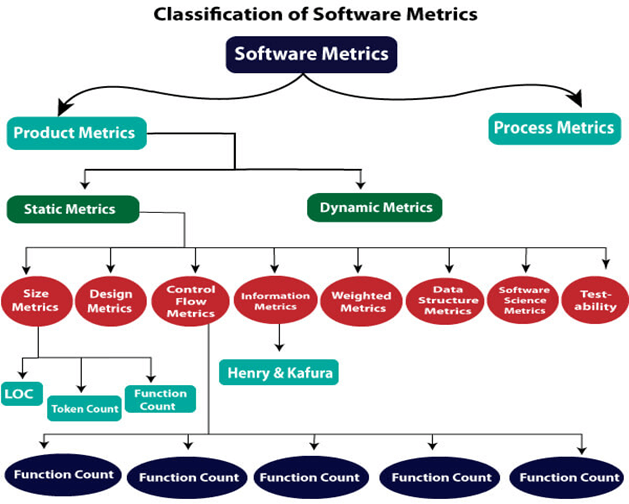 Classification of Software Metrics
Software Metrics
Product Metrics
Process Metrics
Static Metrics
Dynamic Metrics
Size
Metrics
Design
Metrics
Control
Flow
Metrics
Information
Metrics
Weighted
Metrics
Data
Structure
Metrics
Software
Science
Metrics
Test-
ability
LOC
Token Count
Function
Count
Henry & Kafura
Function Count
Function Count
Function Count
Function Count
Function Count